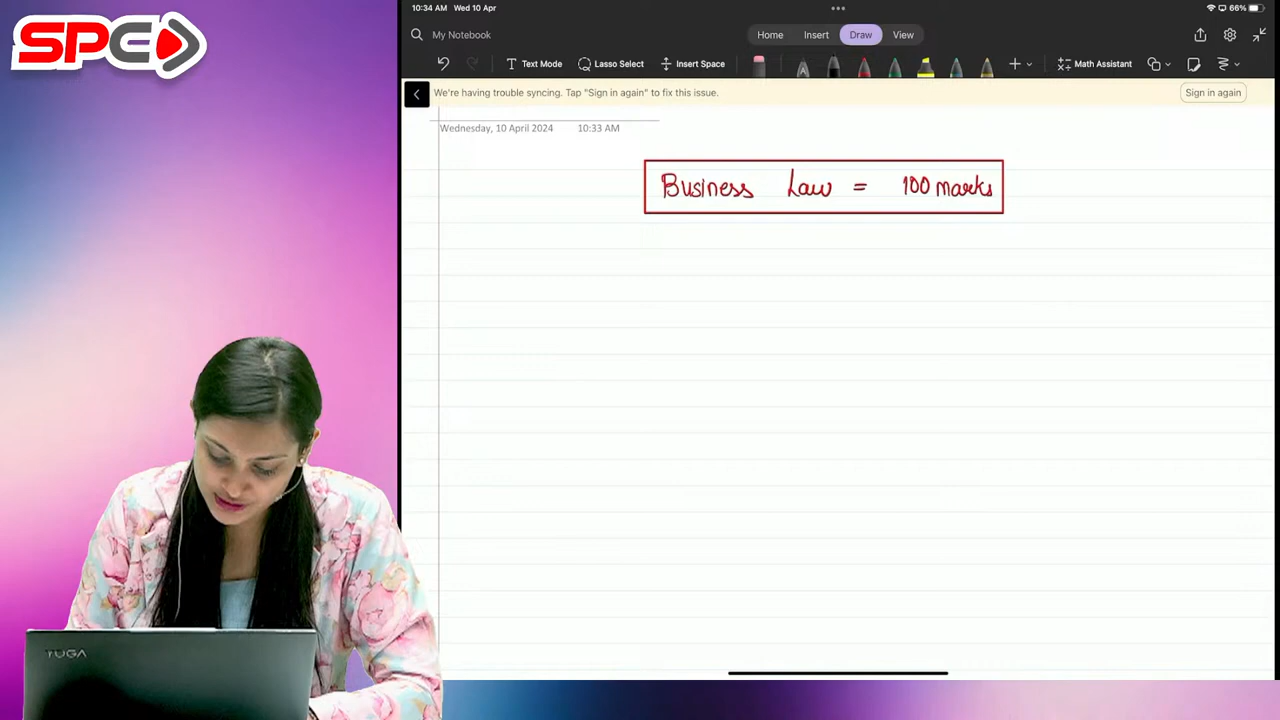 SPC
10:34 AM Wed 10 Apr
66%
My Notebook
Home Insert Draw View
Text Mode Lasso Select Insert Space Math Assistant
We're having trouble syncing. Tap "Sign in again" to fix this issue.
Sign in again
Wednesday, 10 April 2024 10:33 AM
Business Law = 100 marks
YOGA